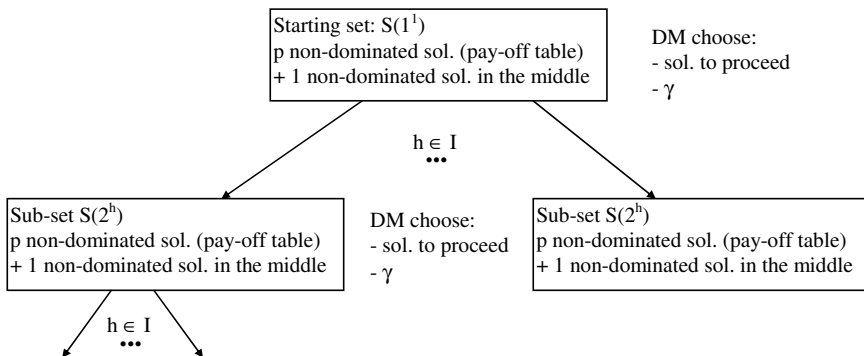 Starting set: S(1¹)
p non-dominated sol. (pay-off table)
+ 1 non-dominated sol. in the middle
DM choose:
- sol. to proceed
- γ
h ∈ I
•••
Sub-set S(2ʰ)
p non-dominated sol. (pay-off table)
+ 1 non-dominated sol. in the middle
DM choose:
- sol. to proceed
- γ
Sub-set S(2ʰ)
p non-dominated sol. (pay-off table)
+ 1 non-dominated sol. in the middle
h ∈ I
•••